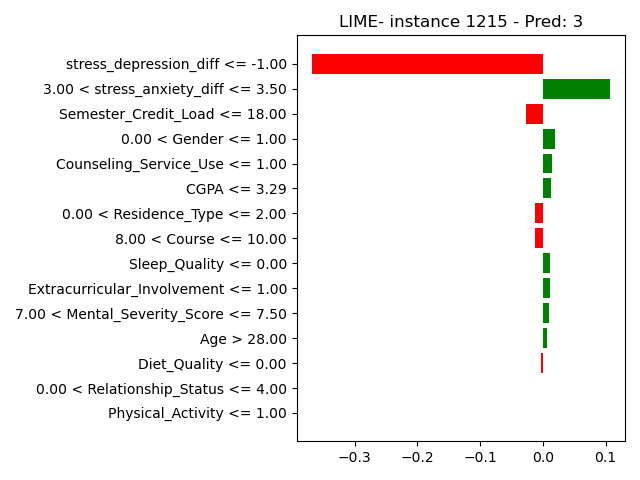 LIME- instance 1215 - Pred: 3
stress_depression_diff <= -1.00
3.00 < stress_anxiety_diff <= 3.50
Semester_Credit_Load <= 18.00
0.00 < Gender <= 1.00
Counseling_Service_Use <= 1.00
CGPA <= 3.29
0.00 < Residence_Type <= 2.00
8.00 < Course <= 10.00
Sleep_Quality <= 0.00
Extracurricular_Involvement <= 1.00
7.00 < Mental_Severity_Score <= 7.50
Age > 28.00
Diet_Quality <= 0.00
0.00 < Relationship_Status <= 4.00
Physical_Activity <= 1.00
−0.3 −0.2 −0.1 0.0 0.1